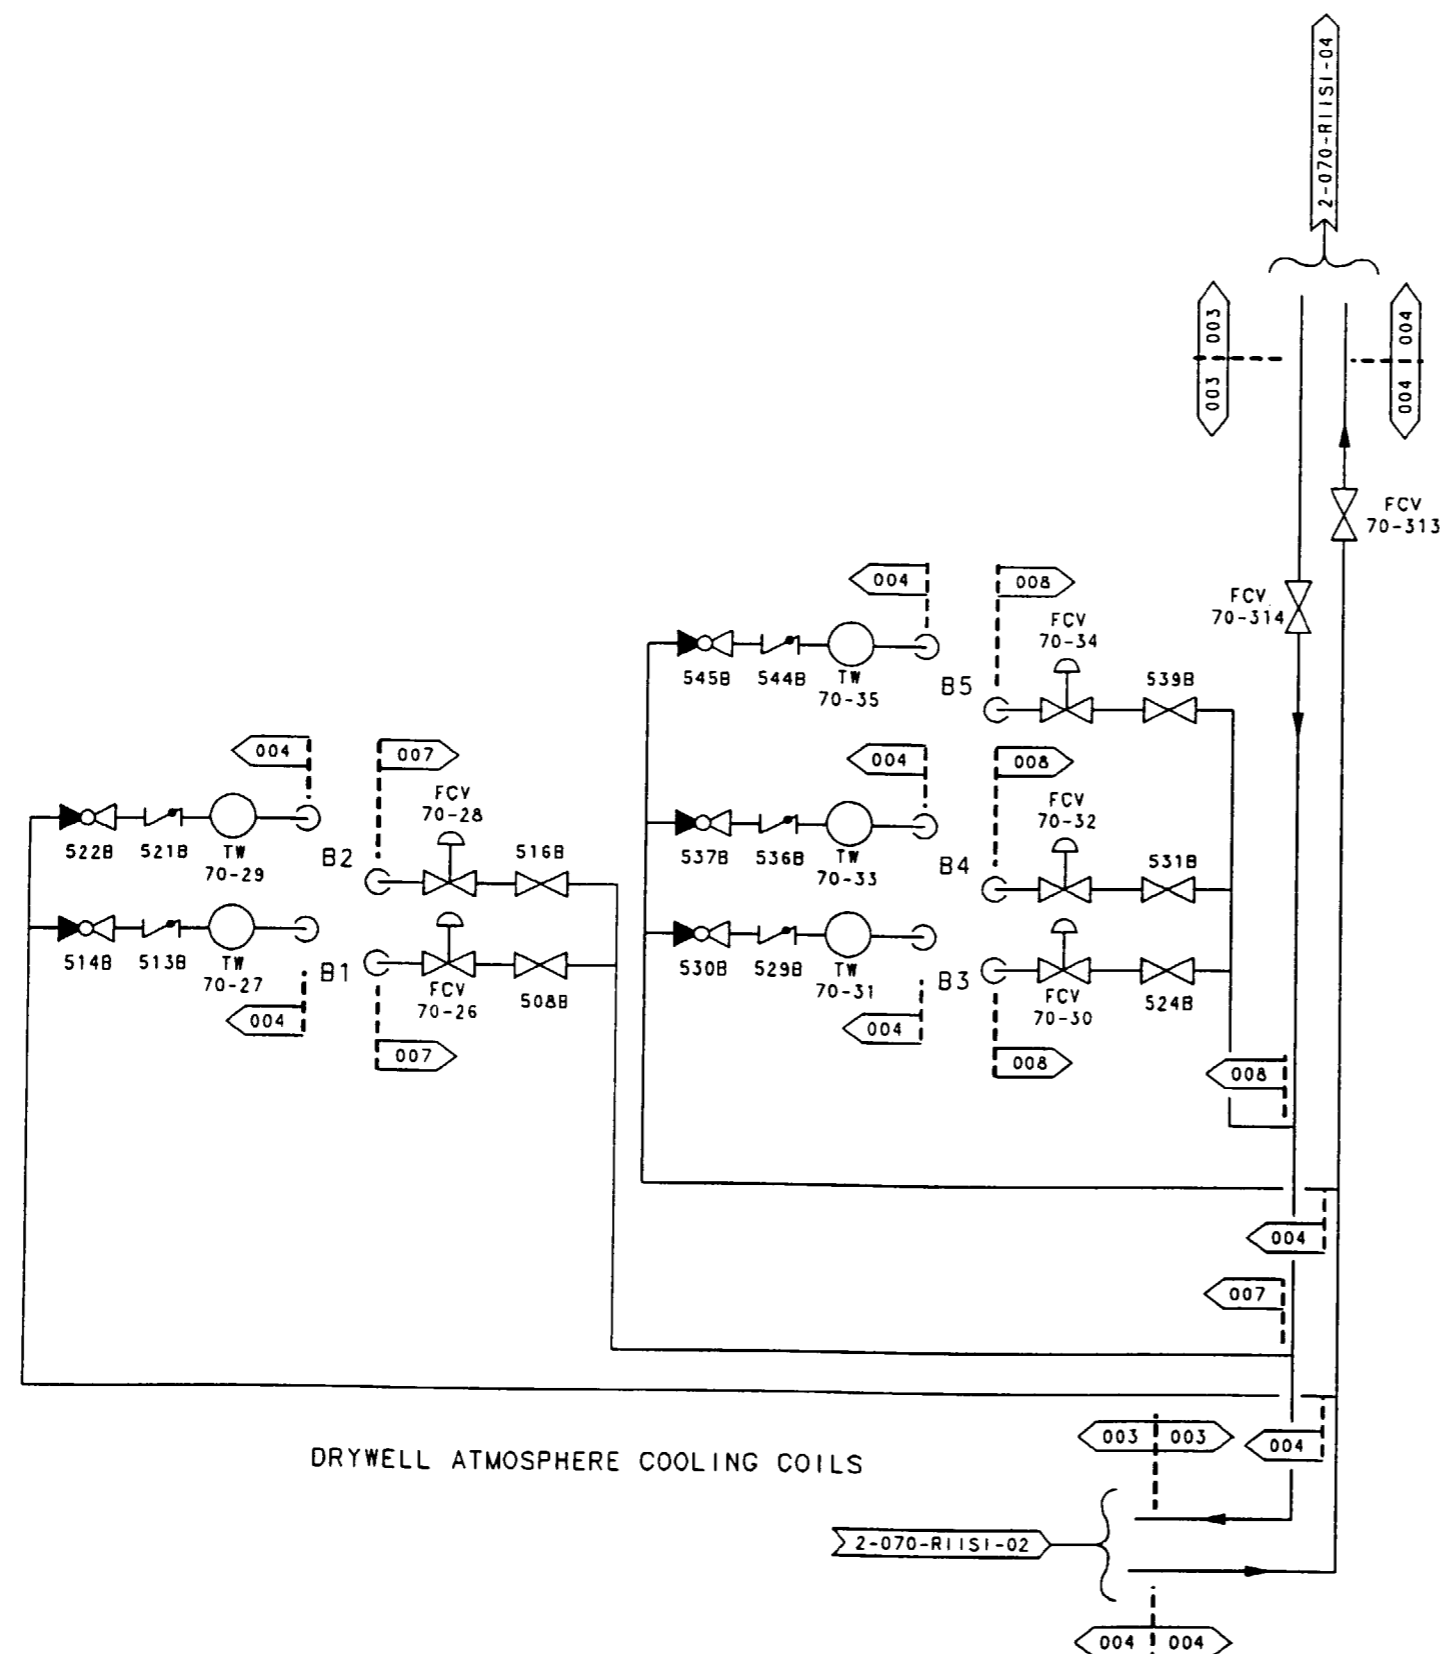 2-070-RIISI-04
003
003
004
004
FCV
70-313
FCV
70-314
004
008
FCV
70-34
545B
544B
TW
70-35
B5
539B
004
007
FCV
70-28
004
008
FCV
70-32
522B
521B
TW
70-29
B2
516B
537B
536B
TW
70-33
B4
531B
514B
513B
TW
70-27
B1
FCV
70-26
508B
530B
529B
TW
70-31
B3
FCV
70-30
524B
004
007
004
008
008
004
007
004
003
003
DRYWELL ATMOSPHERE COOLING COILS
2-070-RIISI-02
004
004